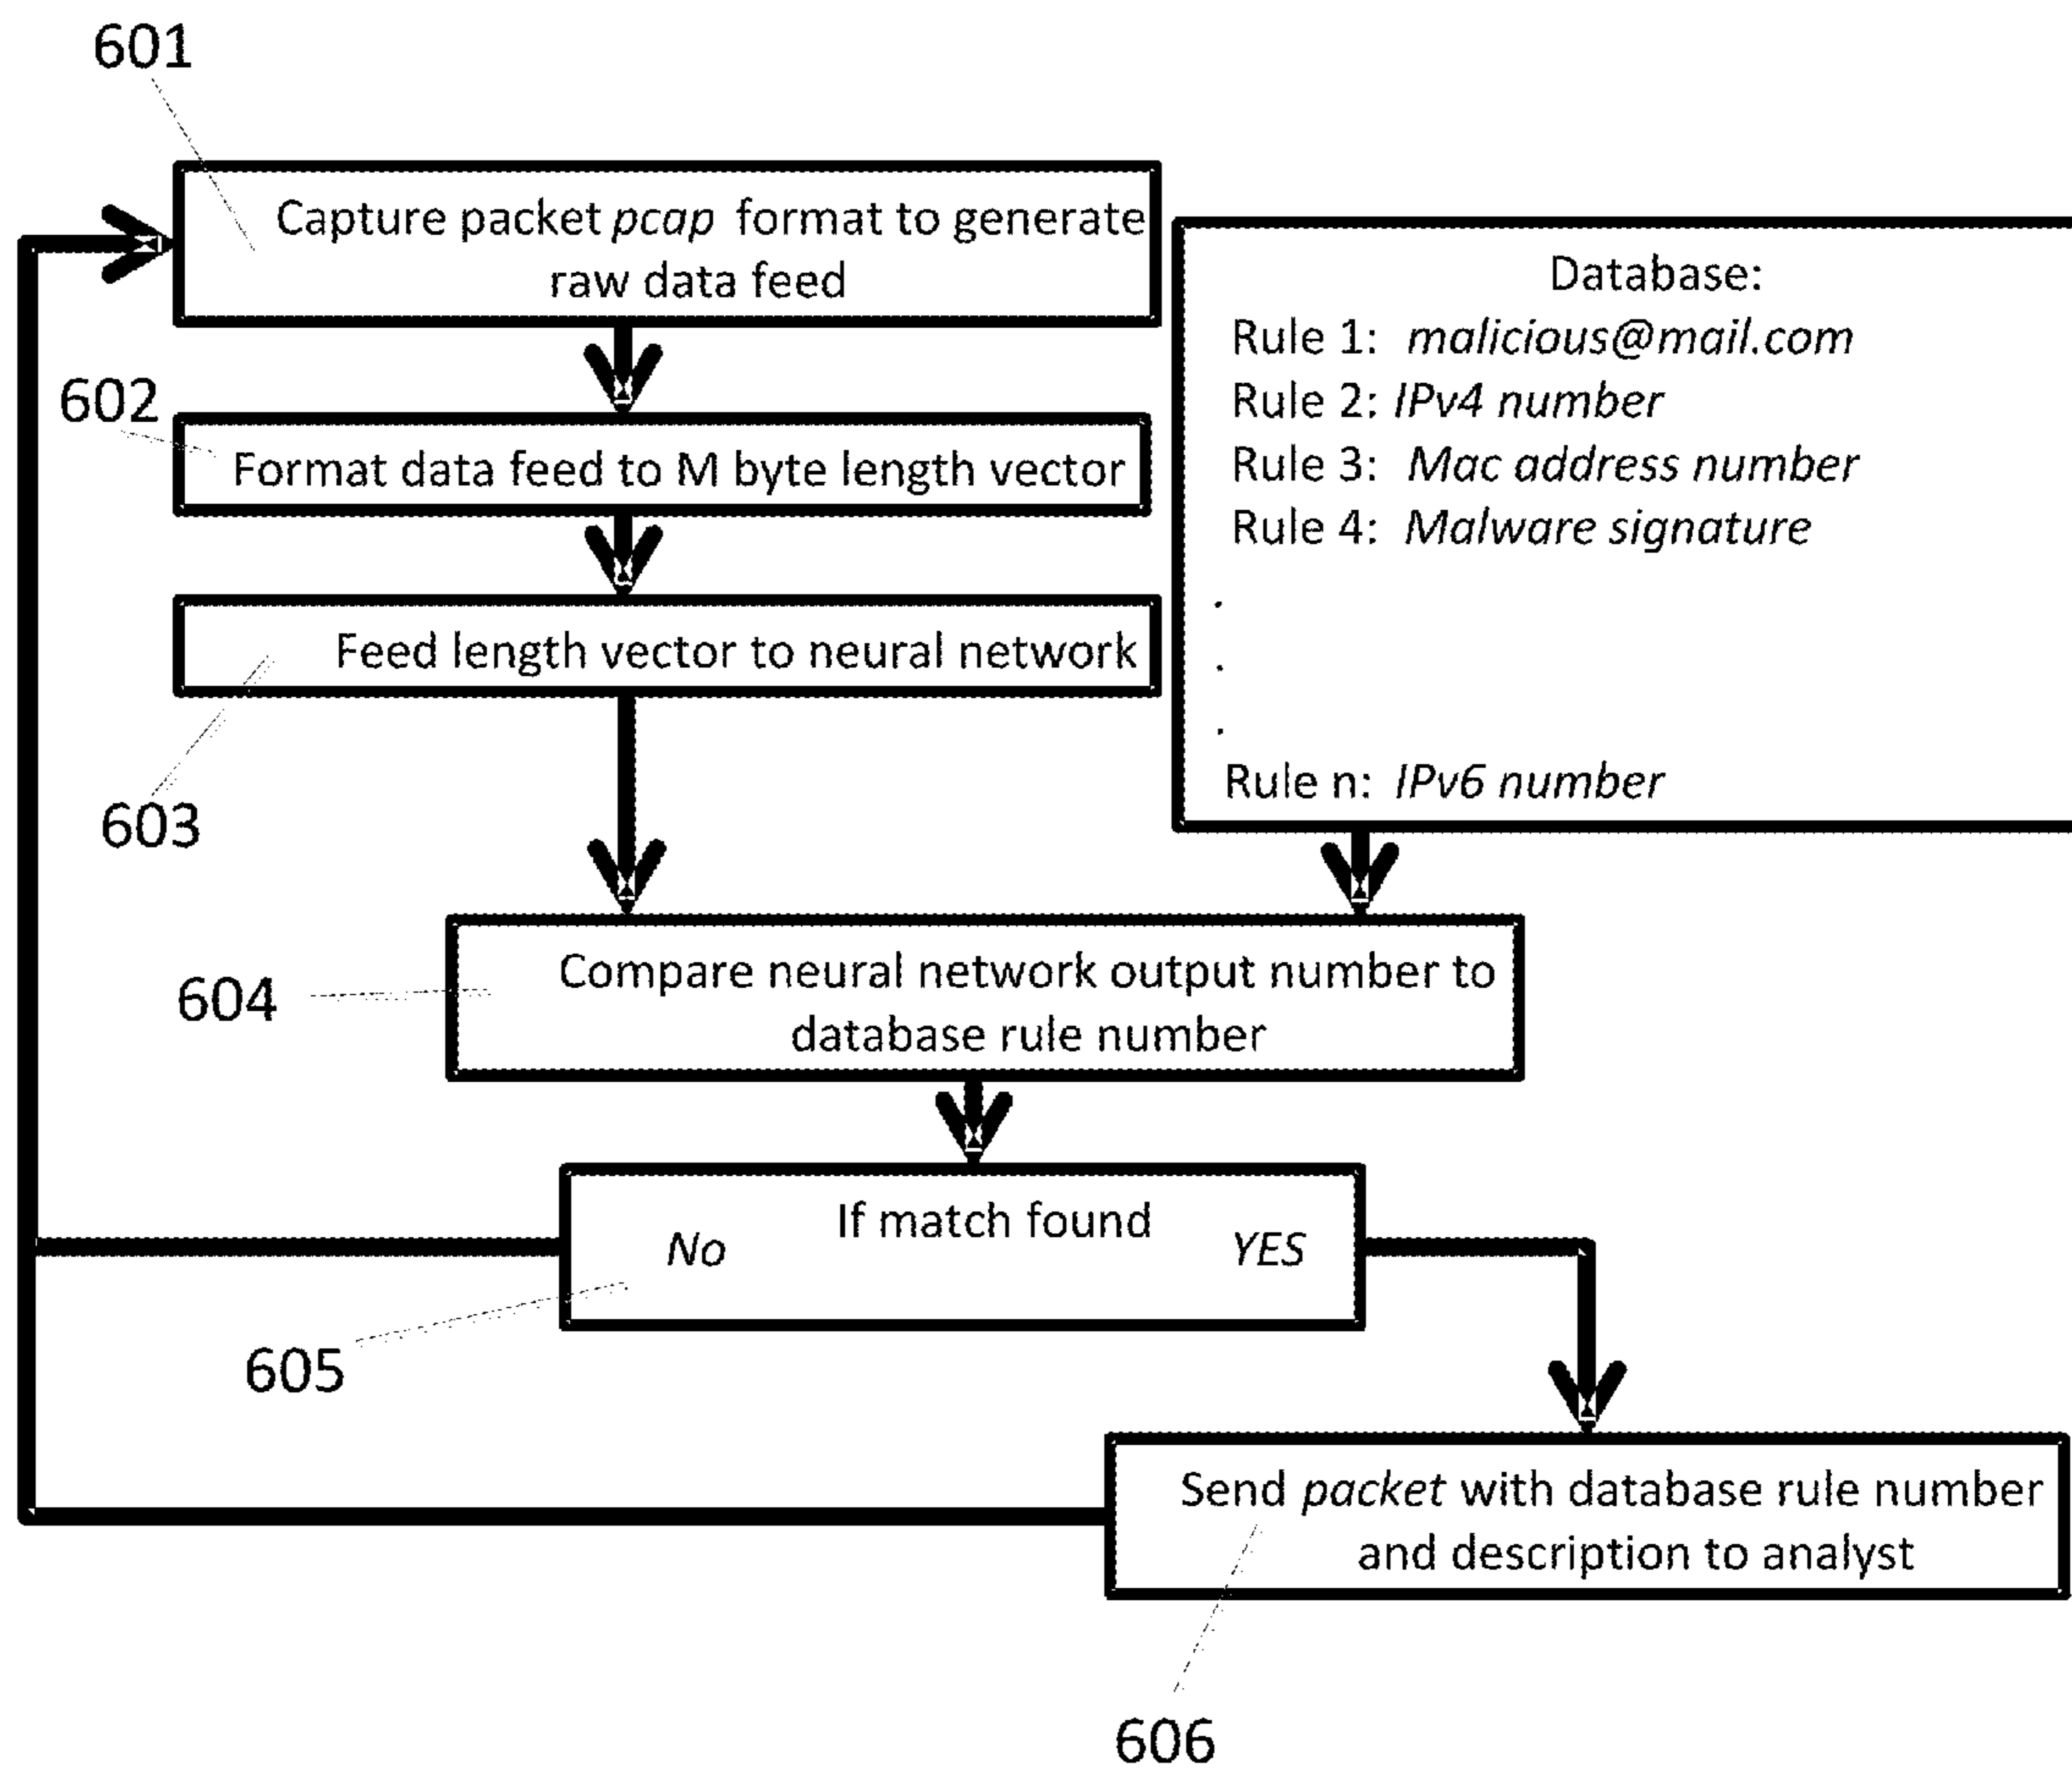 601
Capture packet pcap format to generate
raw data feed
602
Format data feed to M byte length vector
Feed length vector to neural network
603
Database:
Rule 1: malicious@mail.com
Rule 2: IPv4 number
Rule 3: Mac address number
Rule 4: Malware signature
.
.
.
Rule n: IPv6 number
604
Compare neural network output number to
database rule number
If match found
No
YES
605
Send packet with database rule number
and description to analyst
606